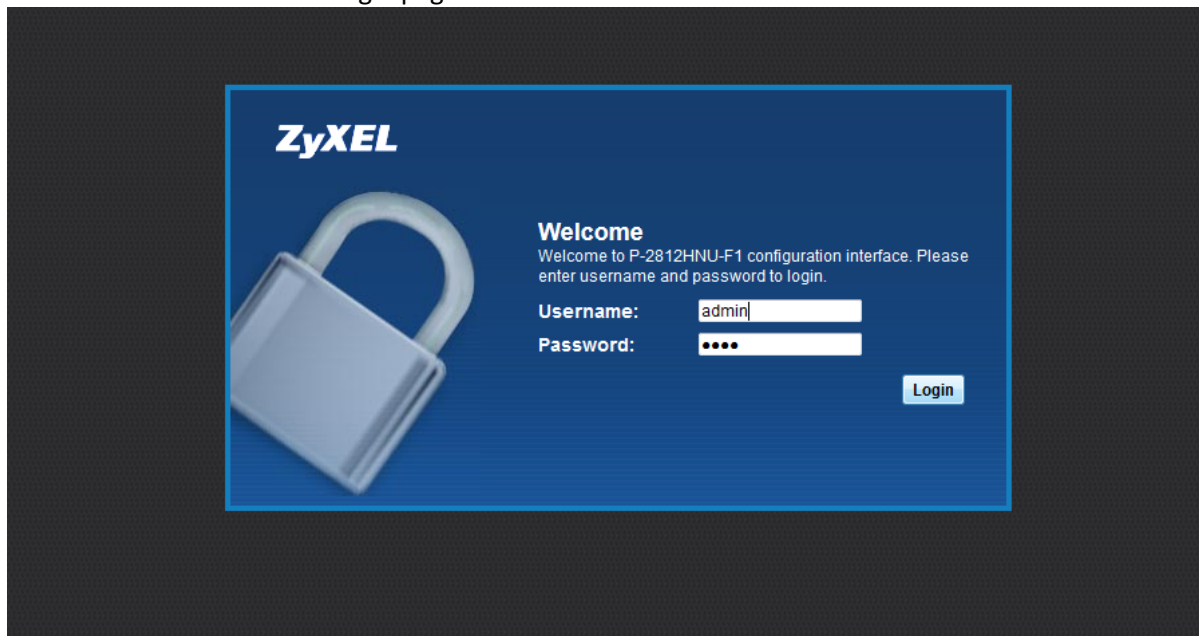 ZyXEL
Welcome
Welcome to P-2812HNU-F1 configuration interface. Please
enter username and password to login.
Username: admin
Password: ••••
Login